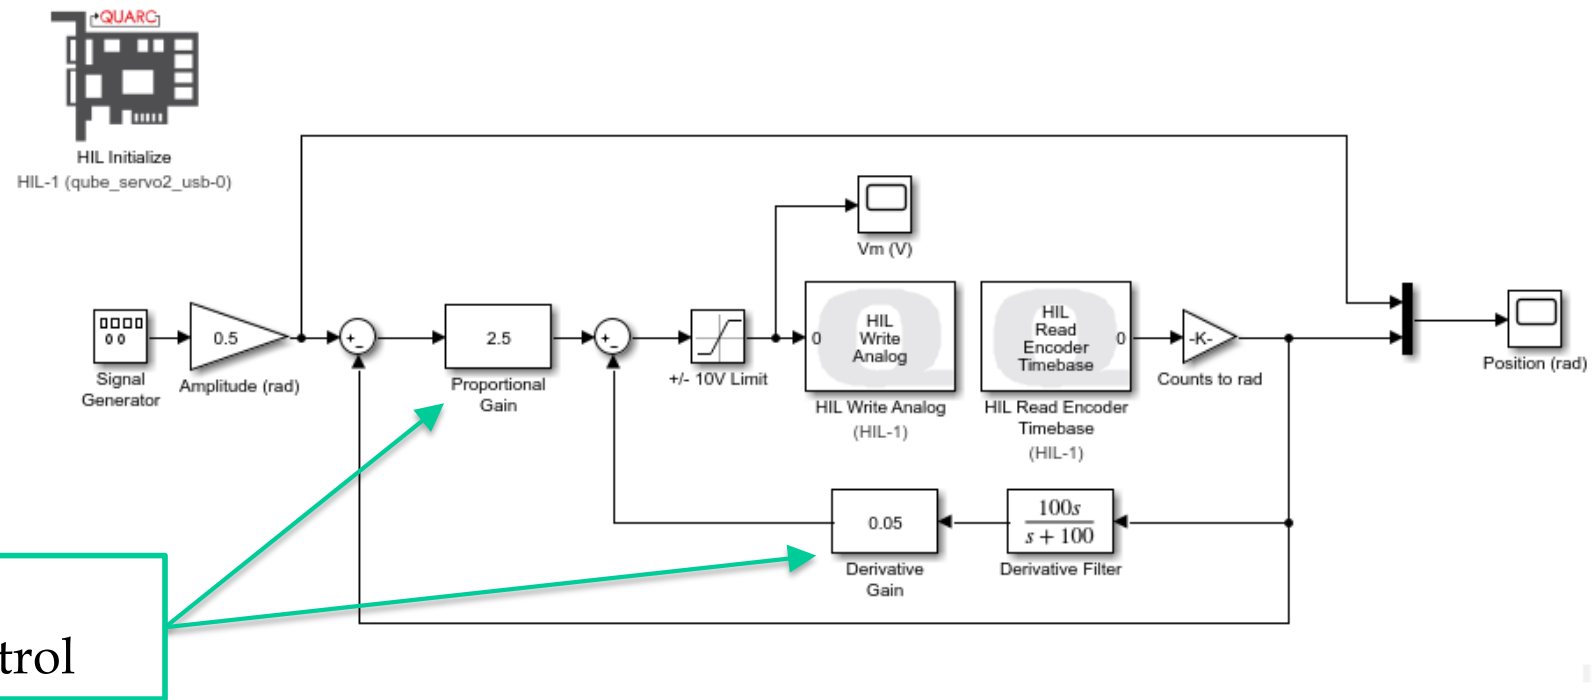 QUARC
HIL Initialize
HIL-1 (qube_servo2_usb-0)
Vm (V)
Signal
Generator
0.5
Amplitude (rad)
+
-
2.5
Proportional
Gain
+
-
+/- 10V Limit
0
HIL
Write
Analog
HIL Write Analog
(HIL-1)
HIL
Read
Encoder
Timebase
0
HIL Read Encoder
Timebase
(HIL-1)
-K-
Counts to rad
Position (rad)
0.05
Derivative
Gain
100s
s + 100
Derivative Filter
trol